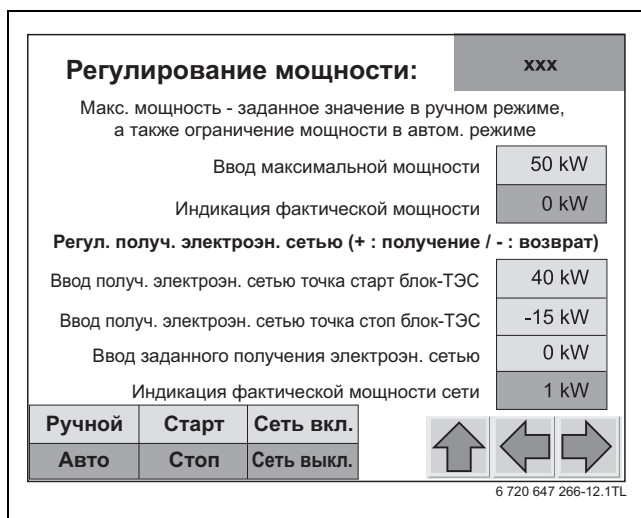 Регулирование мощности: xxx
Макс. мощность - заданное значение в ручном режиме,
а также ограничение мощности в автом. режиме
Ввод максимальной мощности 50 kW
Индикация фактической мощности 0 kW
Регул. получ. электроэн. сетью (+ : получение / - : возврат)
Ввод получ. электроэн. сетью точка старт блок-ТЭС 40 kW
Ввод получ. электроэн. сетью точка стоп блок-ТЭС -15 kW
Ввод заданного получения электроэн. сетью 0 kW
Индикация фактической мощности сети 1 kW
Ручной Старт Сеть вкл.
Авто Стоп Сеть выкл.
6 720 647 266-12.1TL